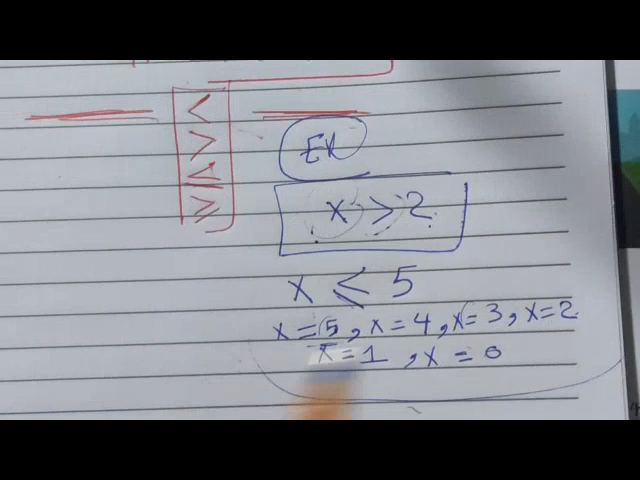 <
>
≤
≥
EX
x > 2
x ≤ 5
x = 5, x = 4, x = 3, x = 2
x = 1, x = 0